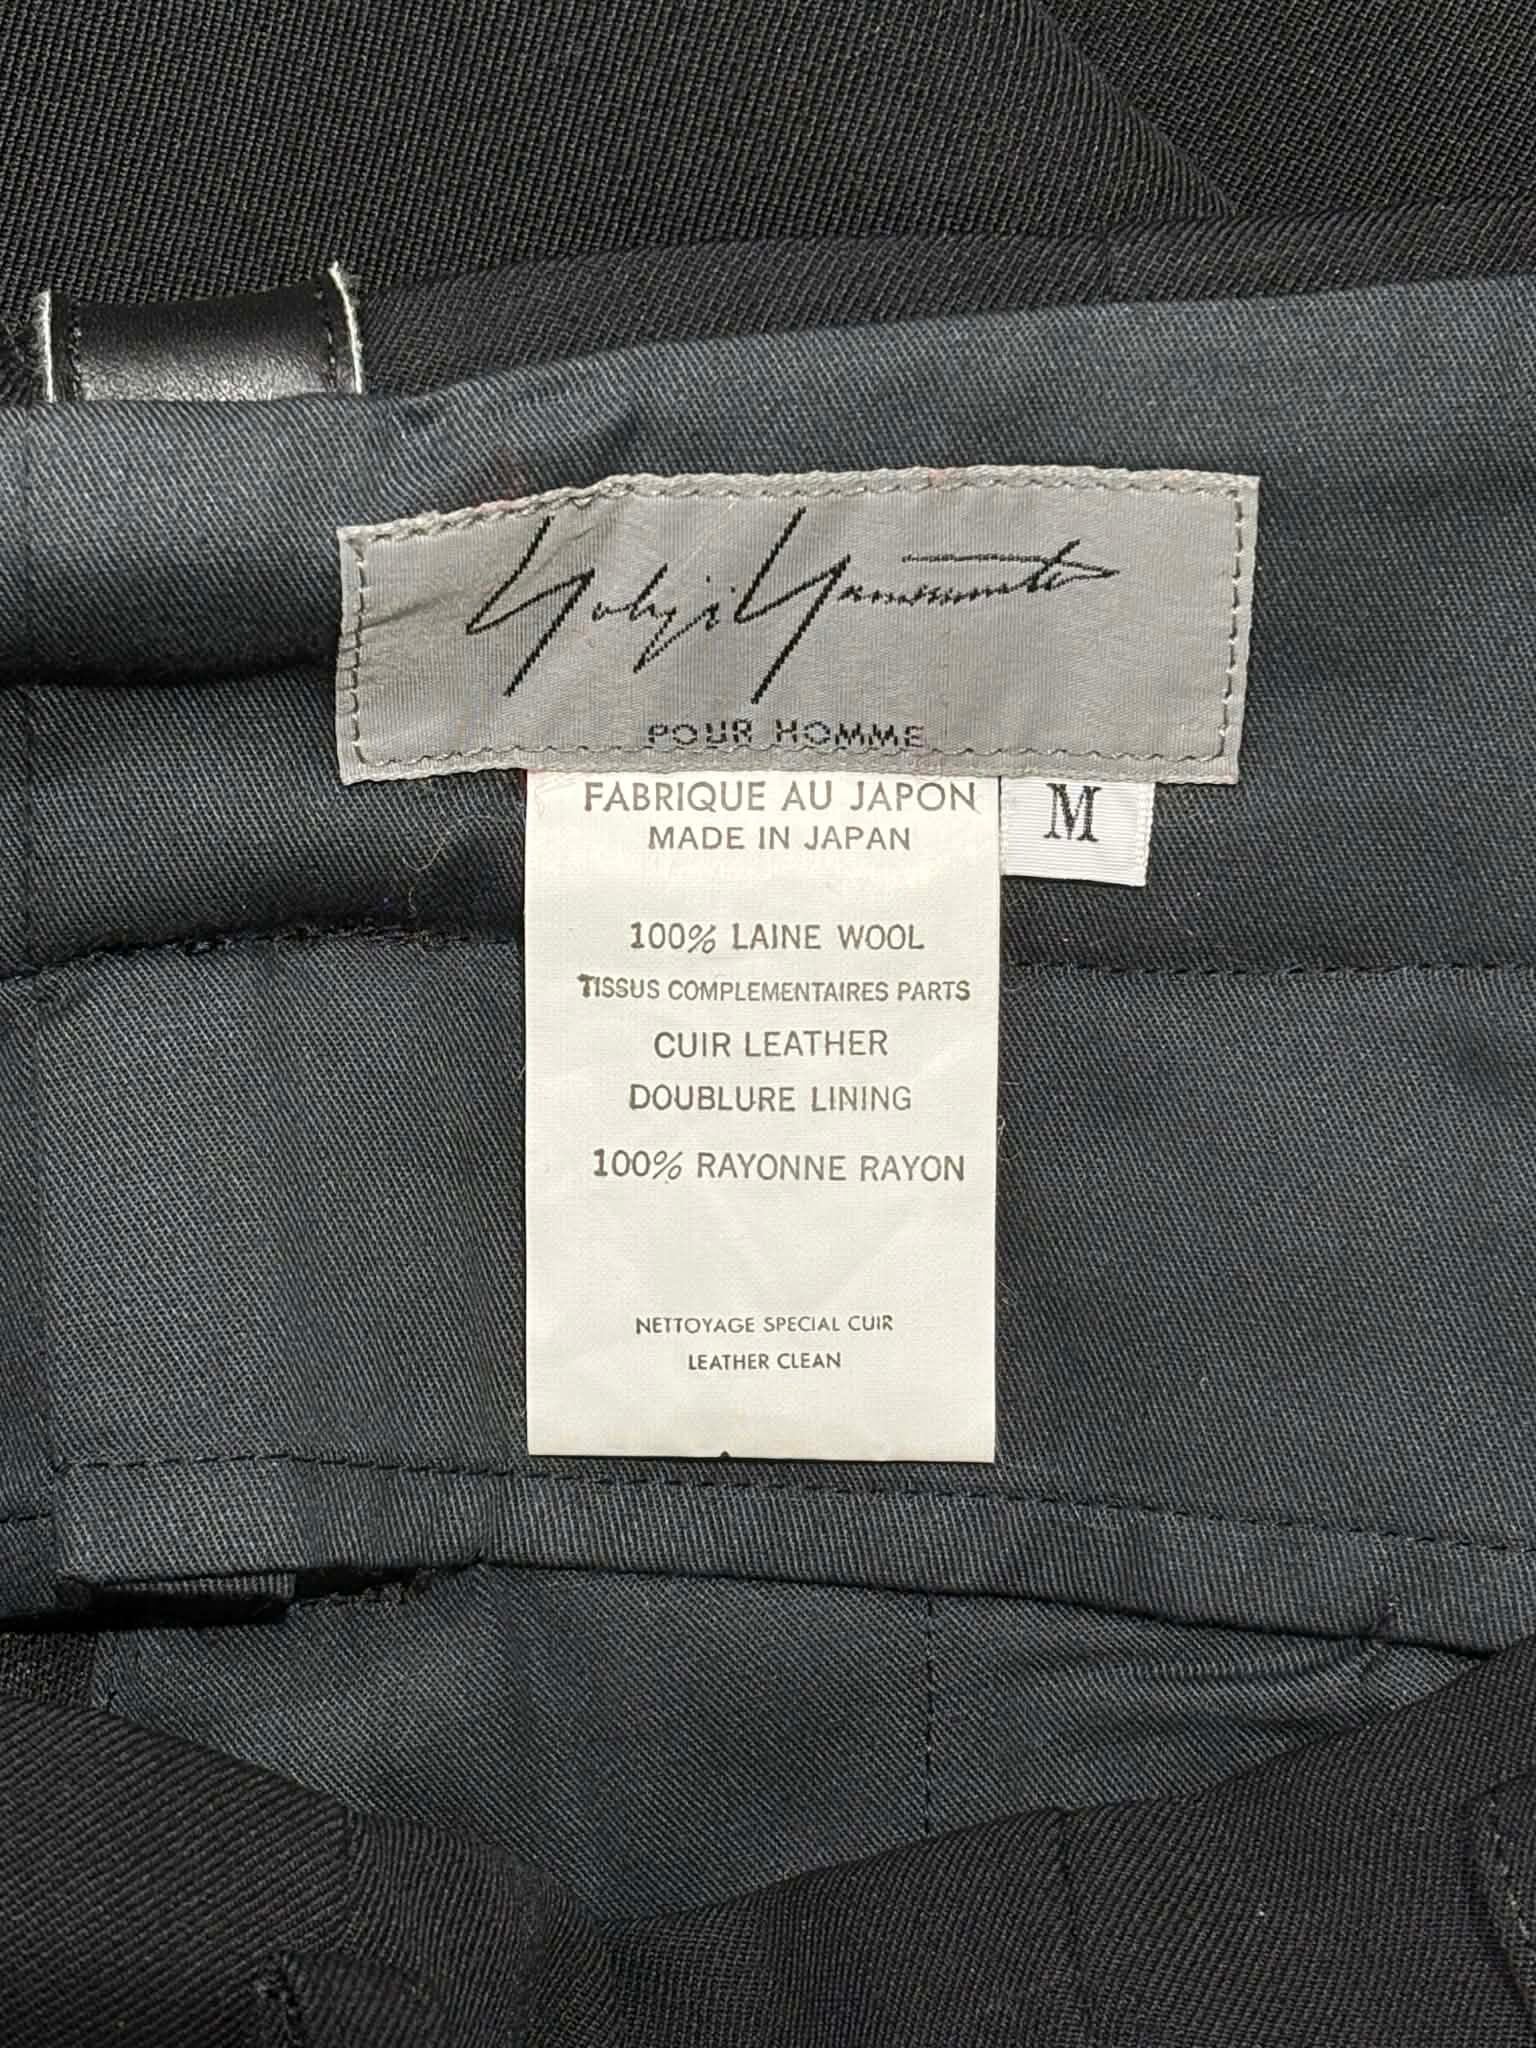 Yohji Yamamoto
POUR HOMME
FABRIQUE AU JAPON
MADE IN JAPAN
M
100% LAINE WOOL
TISSUS COMPLEMENTAIRES PARTS
CUIR LEATHER
DOUBLURE LINING
100% RAYONNE RAYON
NETTOYAGE SPECIAL CUIR
LEATHER CLEAN